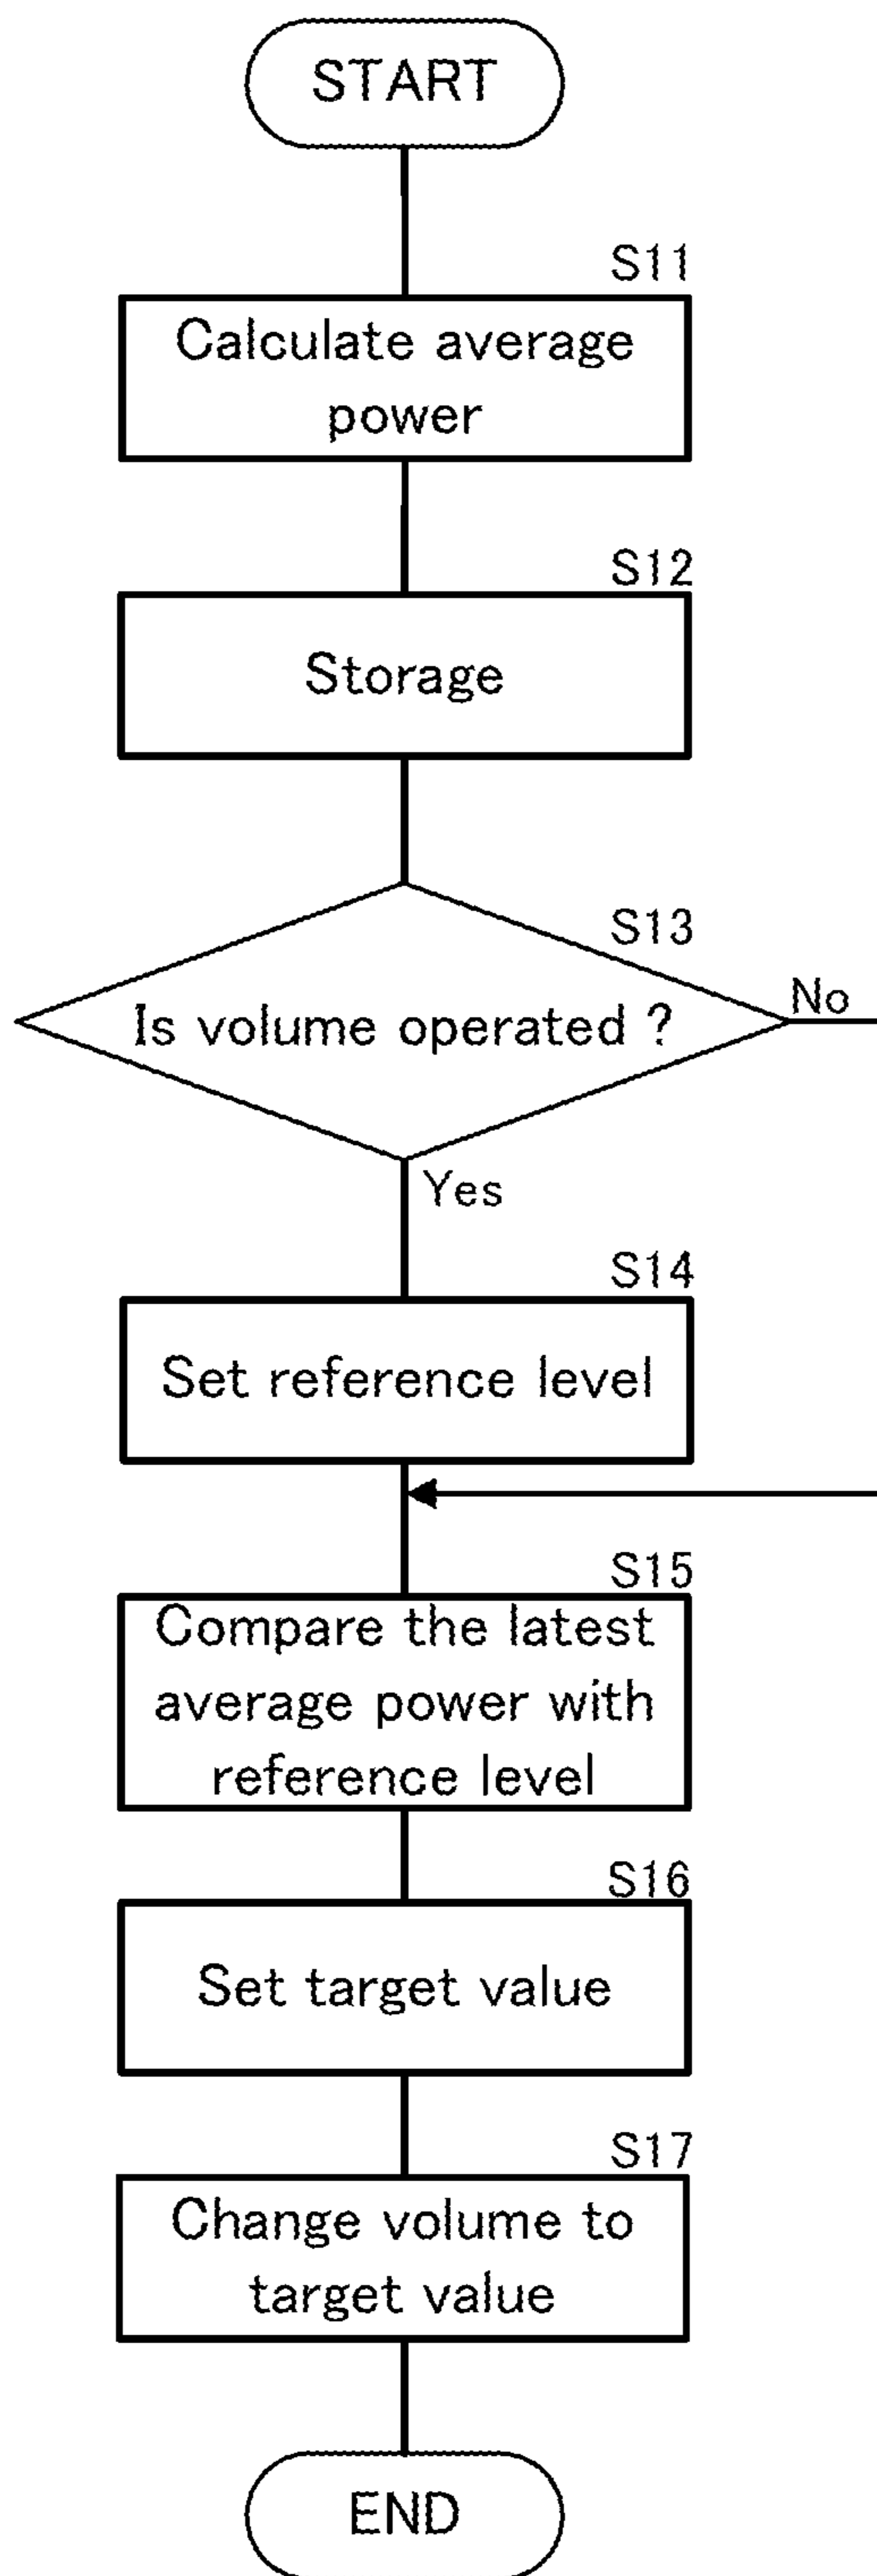 START
S11
Calculate average
power
S12
Storage
S13
Is volume operated ?
No
Yes
S14
Set reference level
S15
Compare the latest
average power with
reference level
S16
Set target value
S17
Change volume to
target value
END